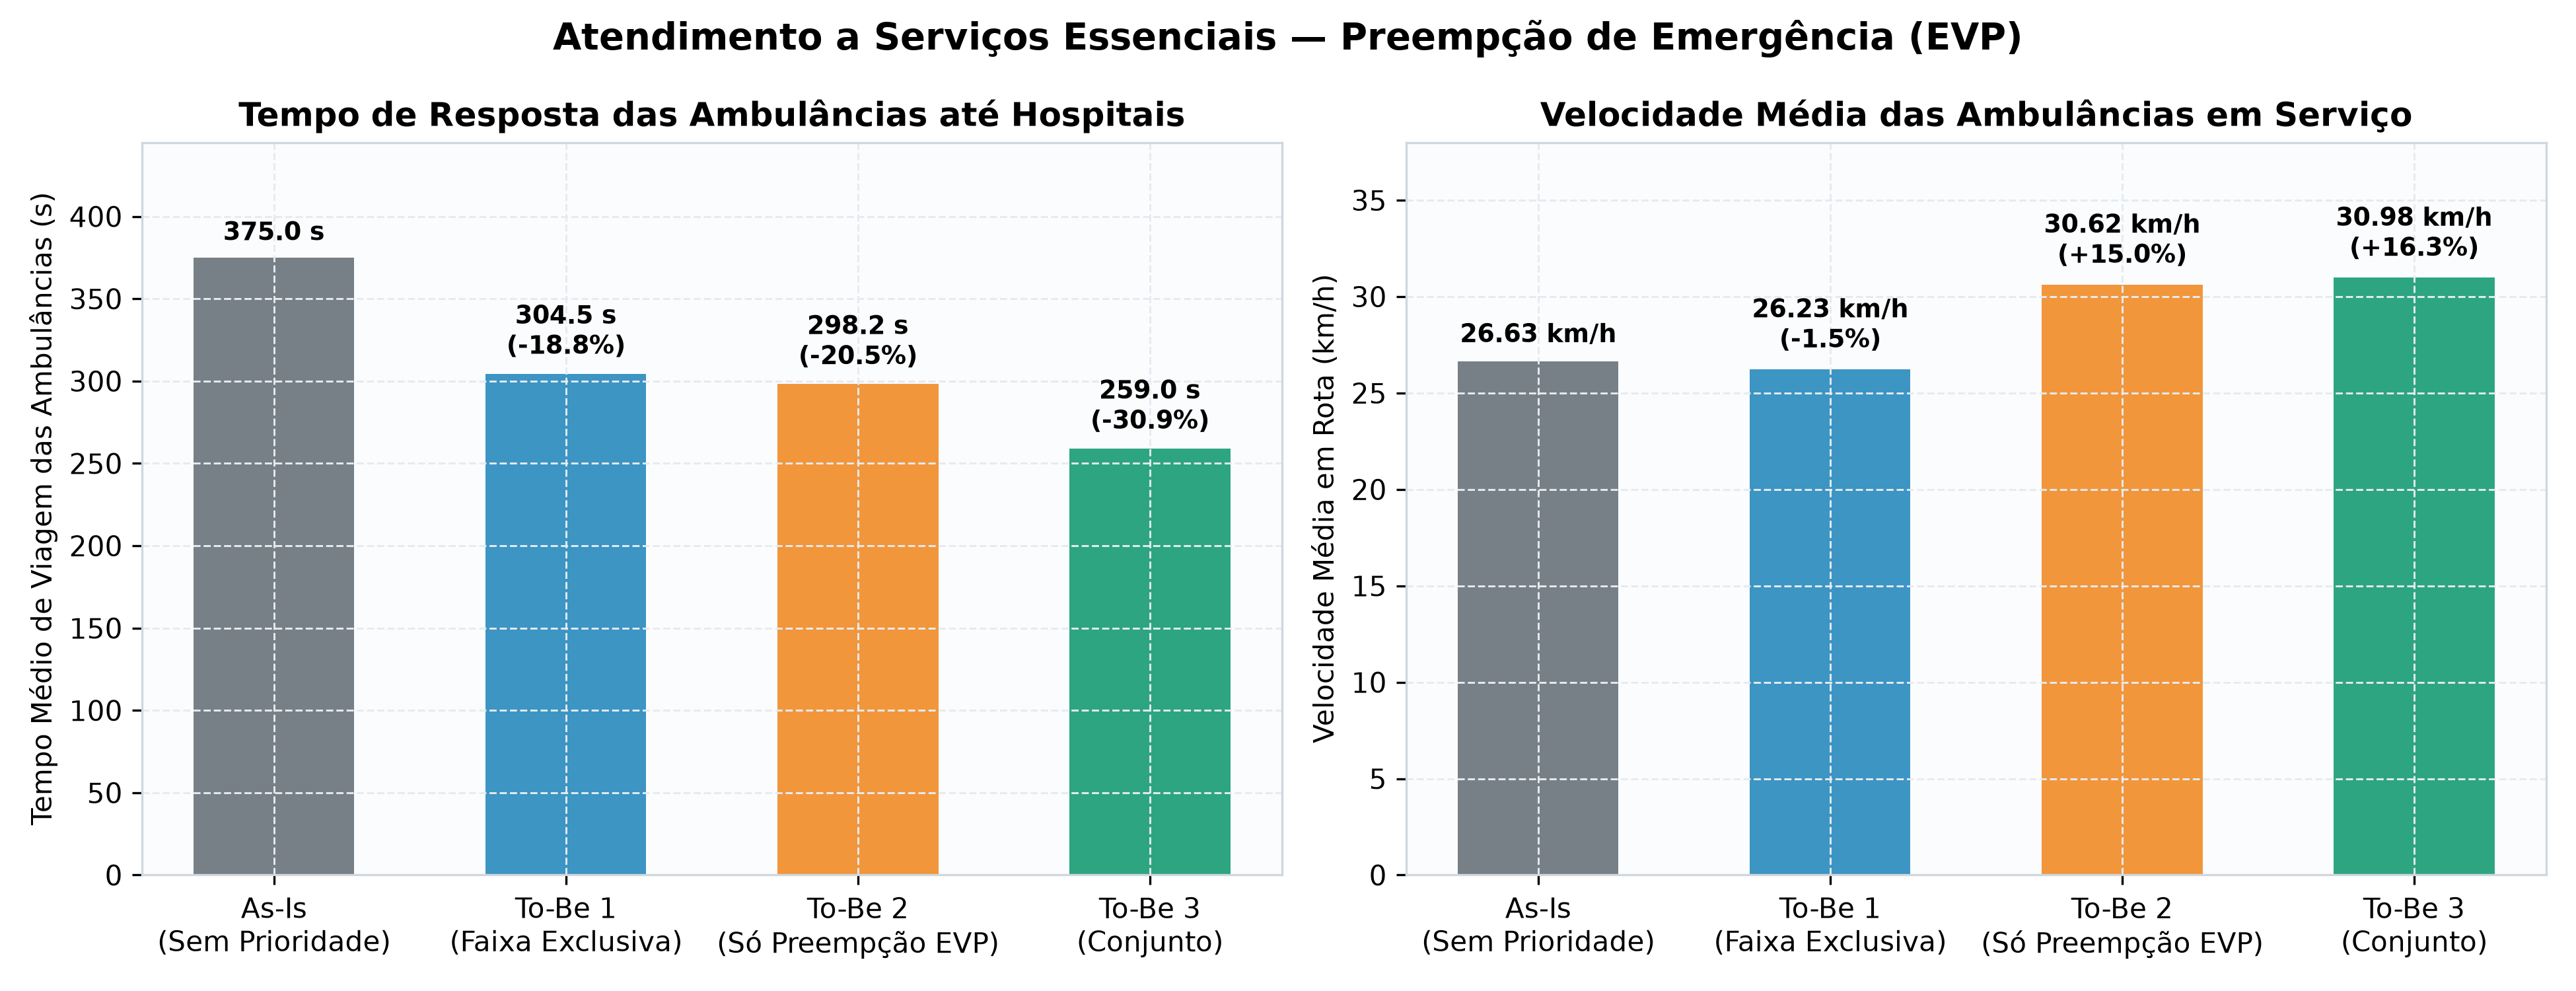 Atendimento a Serviços Essenciais — Preempção de Emergência (EVP)
Tempo de Resposta das Ambulâncias até Hospitais
Tempo Médio de Viagem das Ambulâncias (s)
400
350
300
250
200
150
100
50
0
375.0 s
304.5 s
(-18.8%)
298.2 s
(-20.5%)
259.0 s
(-30.9%)
As-Is
(Sem Prioridade)
To-Be 1
(Faixa Exclusiva)
To-Be 2
(Só Preempção EVP)
To-Be 3
(Conjunto)
Velocidade Média das Ambulâncias em Serviço
Velocidade Média em Rota (km/h)
35
30
25
20
15
10
5
0
26.63 km/h
26.23 km/h
(-1.5%)
30.62 km/h
(+15.0%)
30.98 km/h
(+16.3%)
As-Is
(Sem Prioridade)
To-Be 1
(Faixa Exclusiva)
To-Be 2
(Só Preempção EVP)
To-Be 3
(Conjunto)